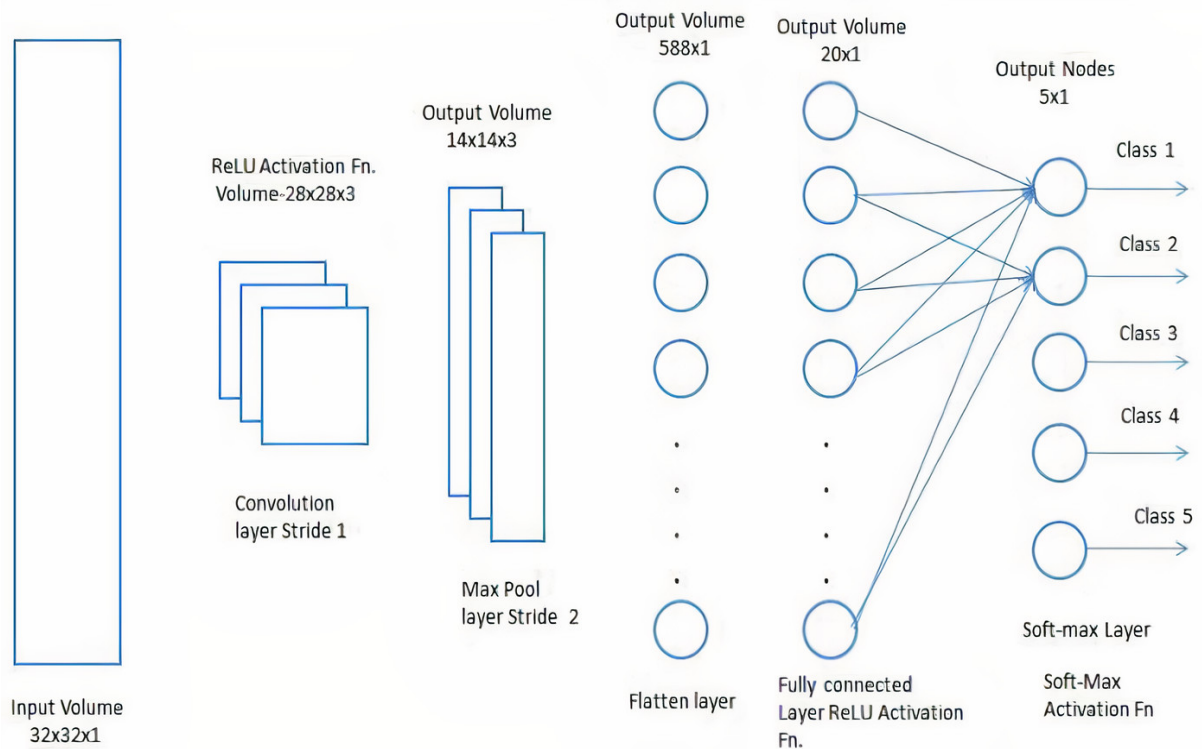 Input Volume
32x32x1
ReLU Activation Fn.
Volume-28x28x3
Convolution
layer Stride 1
Output Volume
14x14x3
Max Pool
layer Stride 2
Output Volume
588x1
Flatten layer
Output Volume
20x1
Fully connected
Layer ReLU Activation
Fn.
Output Nodes
5x1
Class 1
Class 2
Class 3
Class 4
Class 5
Soft-max Layer
Soft-Max
Activation Fn